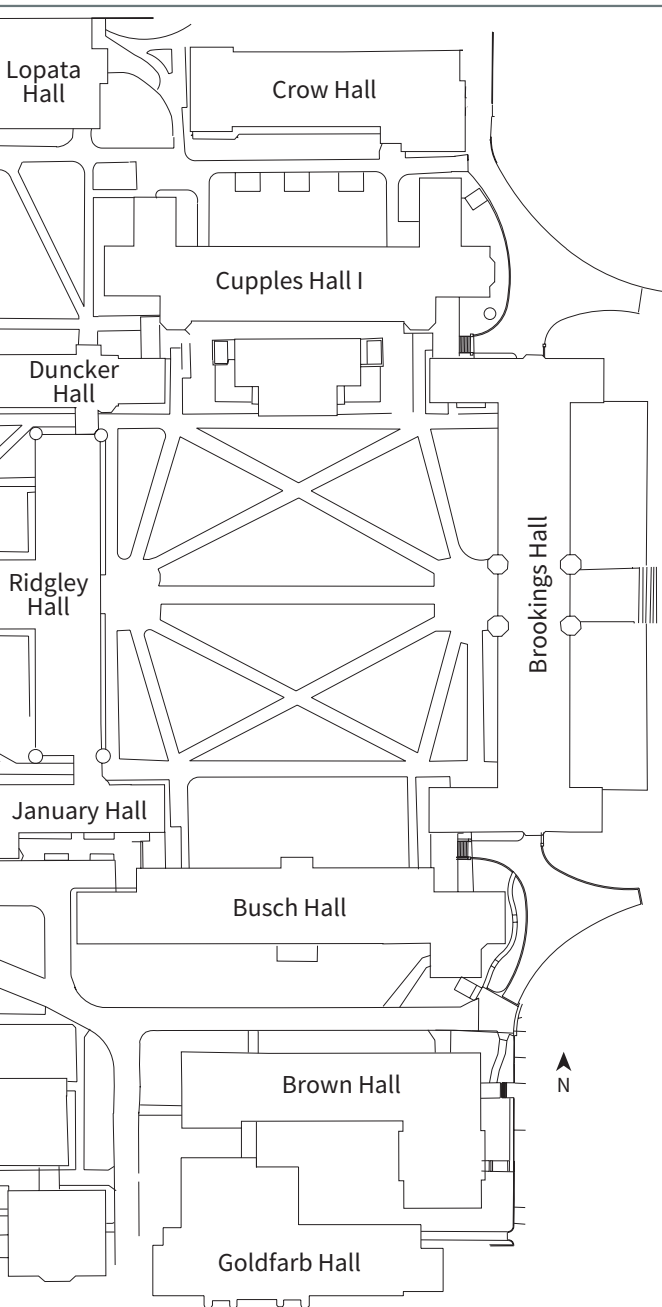 Lopata
Hall
Crow Hall
Cupples Hall I
Duncker
Hall
Ridgley
Hall
Brookings Hall
January Hall
Busch Hall
Brown Hall
N
Goldfarb Hall